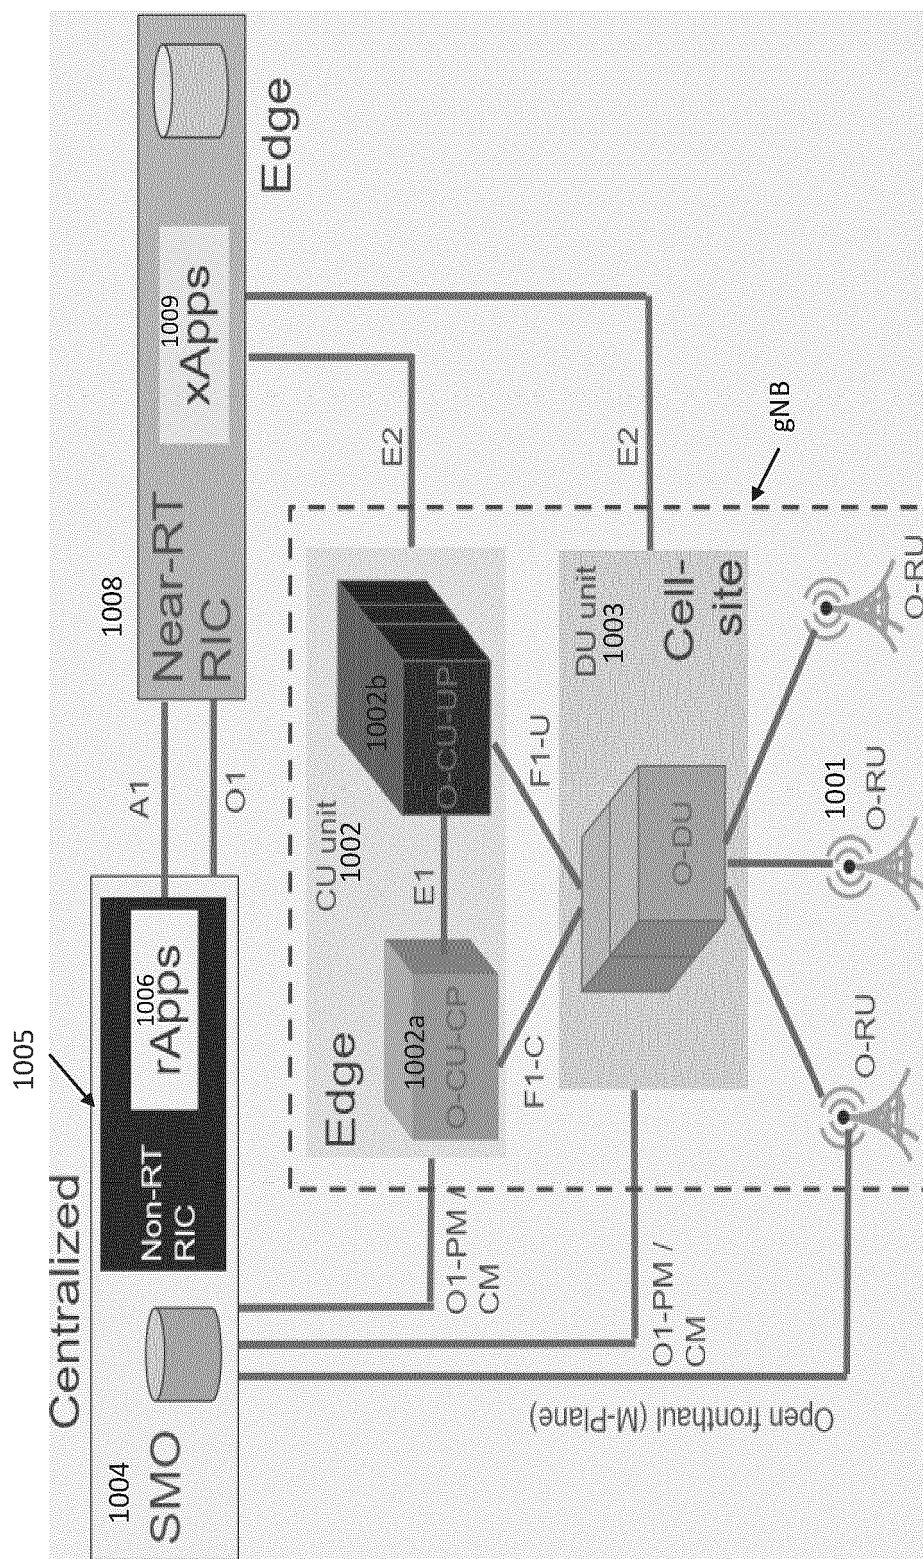 Centralized
1005
1004
SMO
Non-RT
RIC
1006
rApps
A1
O1
1008
Near-RT
RIC
1009
xApps
Edge
O1-PM /
CM
O1-PM /
CM
Open fronthaul (M-Plane)
Edge
CU unit
1002
1002a
O-CU-CP
E1
1002b
O-CU-UP
E2
E2
F1-C
F1-U
DU unit
1003
O-DU
Cell-
site
gNB
O-RU
1001
O-RU
O-RU